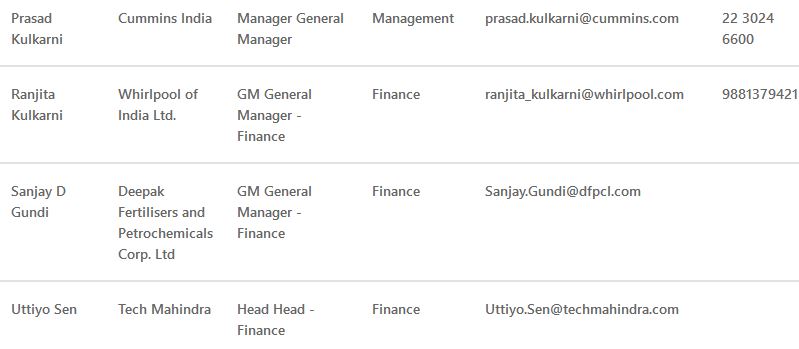 Prasad Kulkarni Cummins India Manager General Manager Management prasad.kulkarni@cummins.com 22 3024 6600
Ranjita Kulkarni Whirlpool of India Ltd. GM General Manager - Finance Finance ranjita_kulkarni@whirlpool.com 9881379421
Sanjay D Gundi Deepak Fertilisers and Petrochemicals Corp. Ltd GM General Manager - Finance Finance Sanjay.Gundi@dfpcl.com
Uttiyo Sen Tech Mahindra Head Head - Finance Finance Uttiyo.Sen@techmahindra.com